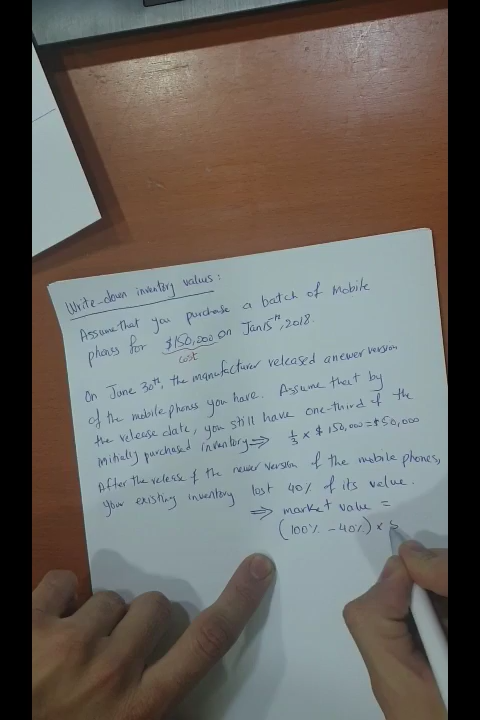 Write-down inventory values:
Assume that you purchase a batch of mobile
phones for $150,000 on Jan 15th, 2018.
cost
On June 30th, the manufacturer released a newer version
of the mobile phones you have. Assume that by
the release date, you still have one-third of the
initially purchased inventory ⇒ 1/3 × $150,000 = $50,000
After the release of the newer version of the mobile phones,
your existing inventory lost 40% of its value.
⇒ market value =
(100% - 40%) ×